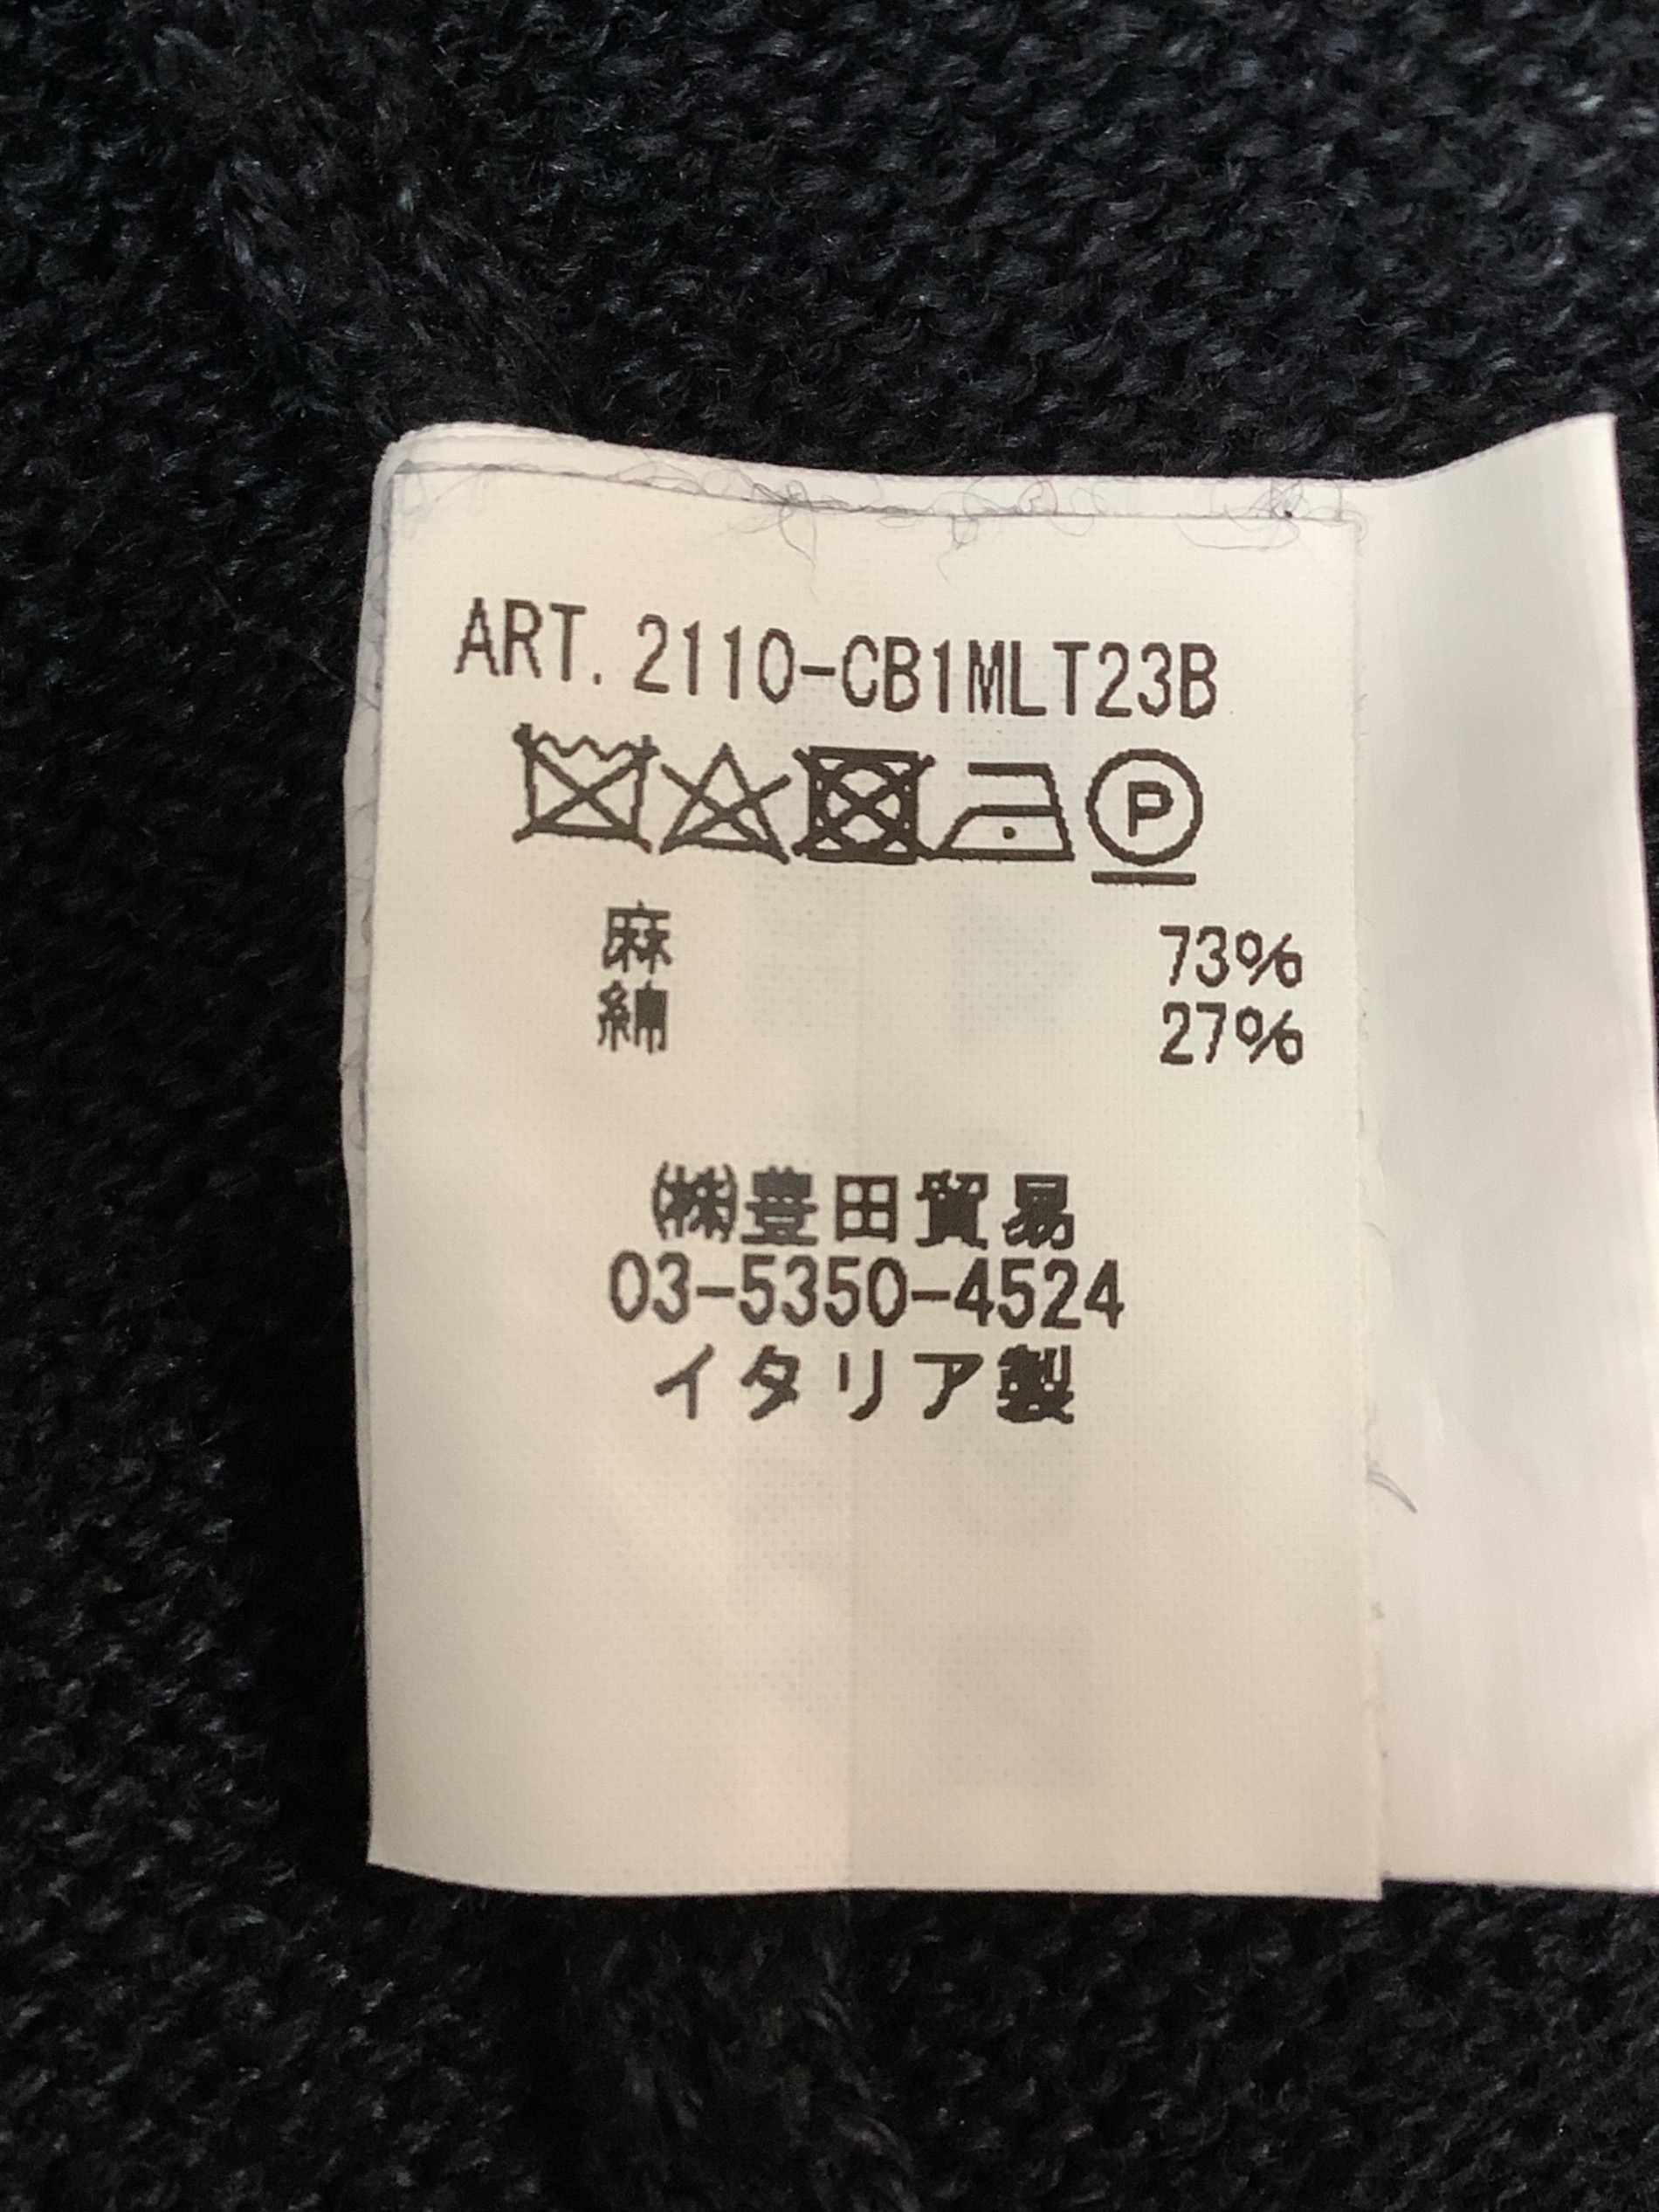 ART. 2110-CB1MLT23B
P
麻 73%
綿 27%
㈱豊田貿易
03-5350-4524
イタリア製